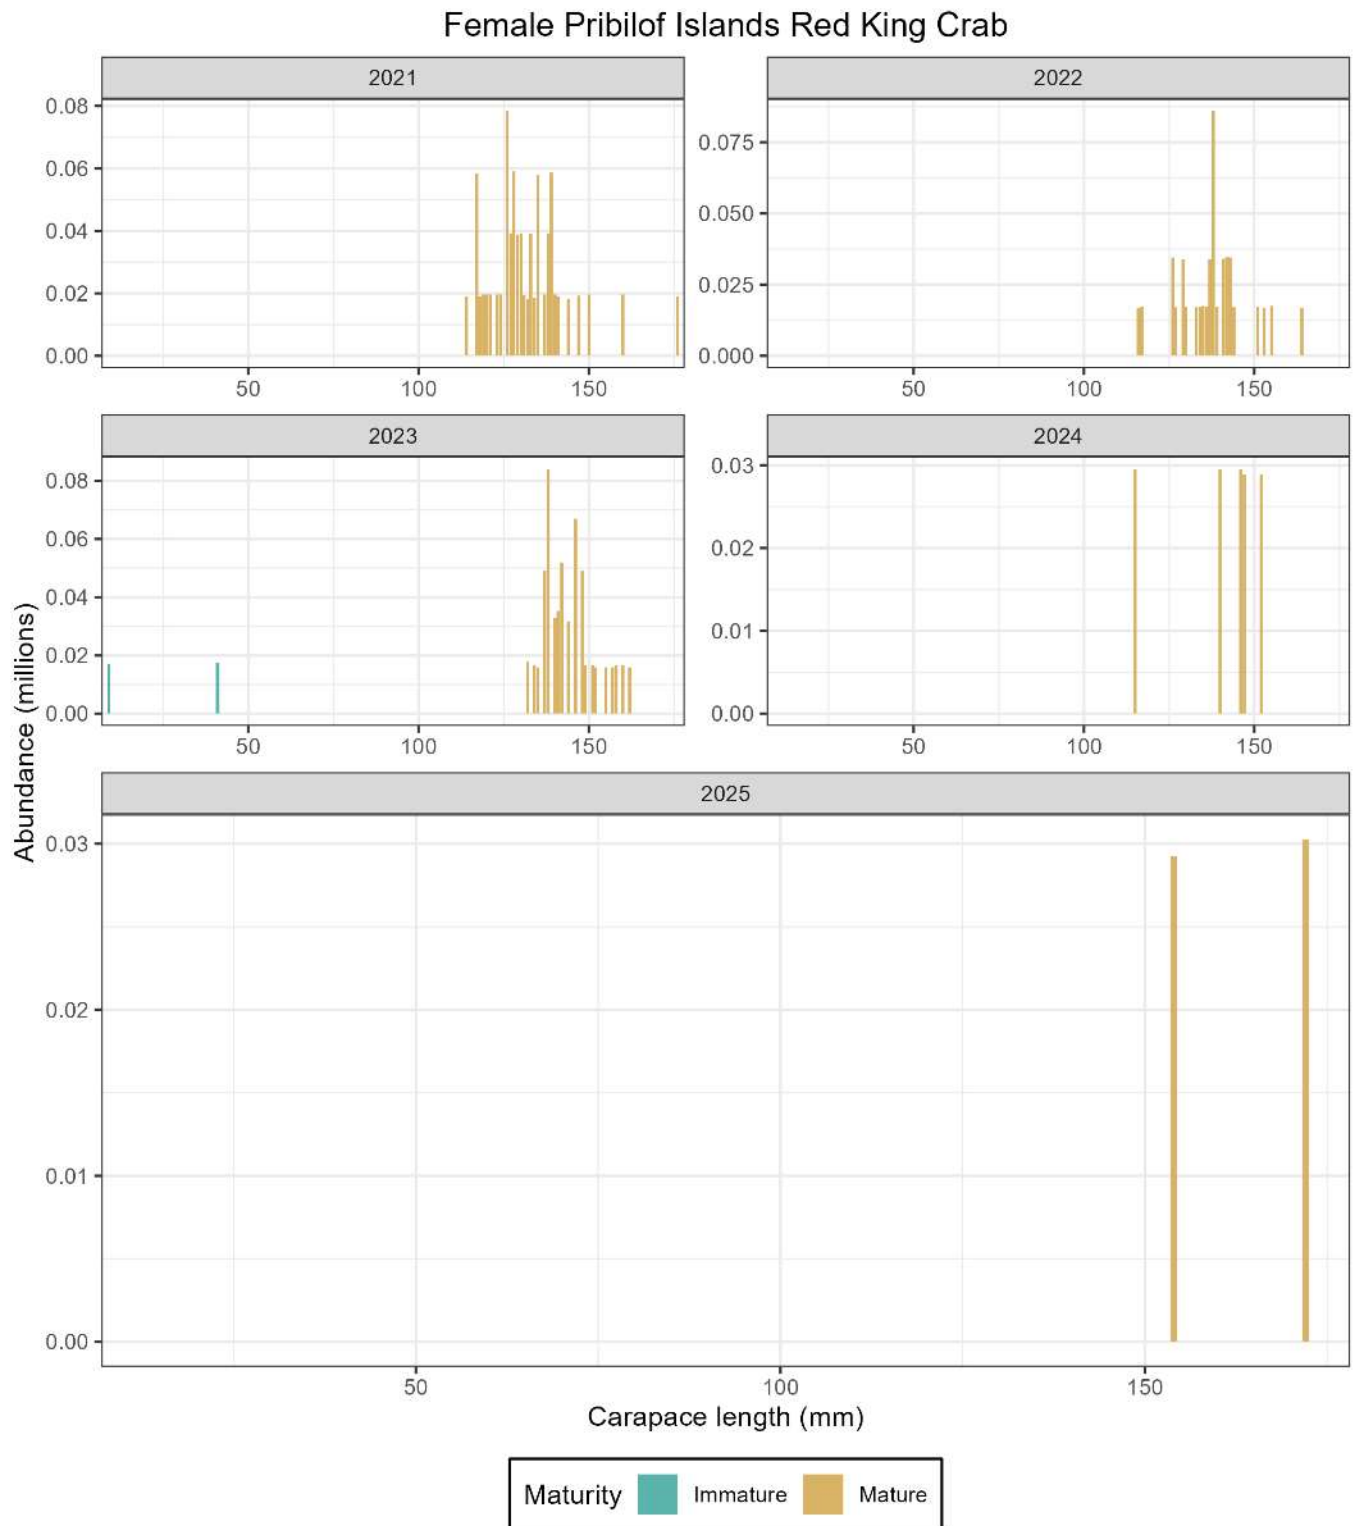 Female Pribilof Islands Red King Crab
2021 2022
0.08
0.06
0.04
0.02
0.00
50 100 150
0.075
0.050
0.025
0.000
50 100 150
2023 2024
0.08
0.06
0.04
0.02
0.00
50 100 150
0.03
0.02
0.01
0.00
50 100 150
Abundance (millions)
2025
0.03
0.02
0.01
0.00
50 100 150
Carapace length (mm)
Maturity Immature Mature